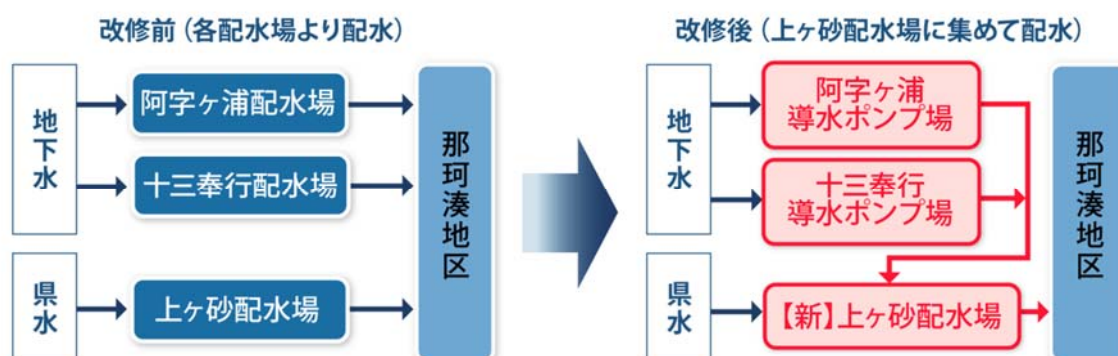 改修前（各配水場より配水）
地下水
阿字ヶ浦配水場
十三奉行配水場
県水
上ヶ砂配水場
那珂湊地区
改修後（上ヶ砂配水場に集めて配水）
地下水
阿字ヶ浦
導水ポンプ場
十三奉行
導水ポンプ場
県水
【新】上ヶ砂配水場
那珂湊地区